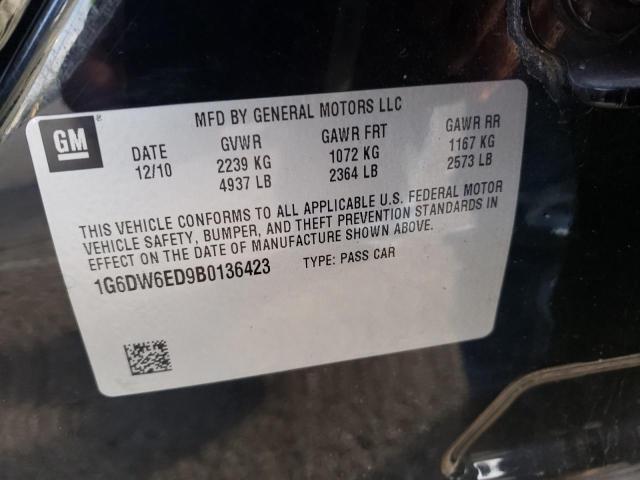 MFD BY GENERAL MOTORS LLC
GM ®
DATE GVWR GAWR FRT GAWR RR
12/10 2239 KG 1072 KG 1167 KG
4937 LB 2364 LB 2573 LB
THIS VEHICLE CONFORMS TO ALL APPLICABLE U.S. FEDERAL MOTOR
VEHICLE SAFETY, BUMPER, AND THEFT PREVENTION STANDARDS IN
EFFECT ON THE DATE OF MANUFACTURE SHOWN ABOVE.
1G6DW6ED9B0136423 TYPE: PASS CAR